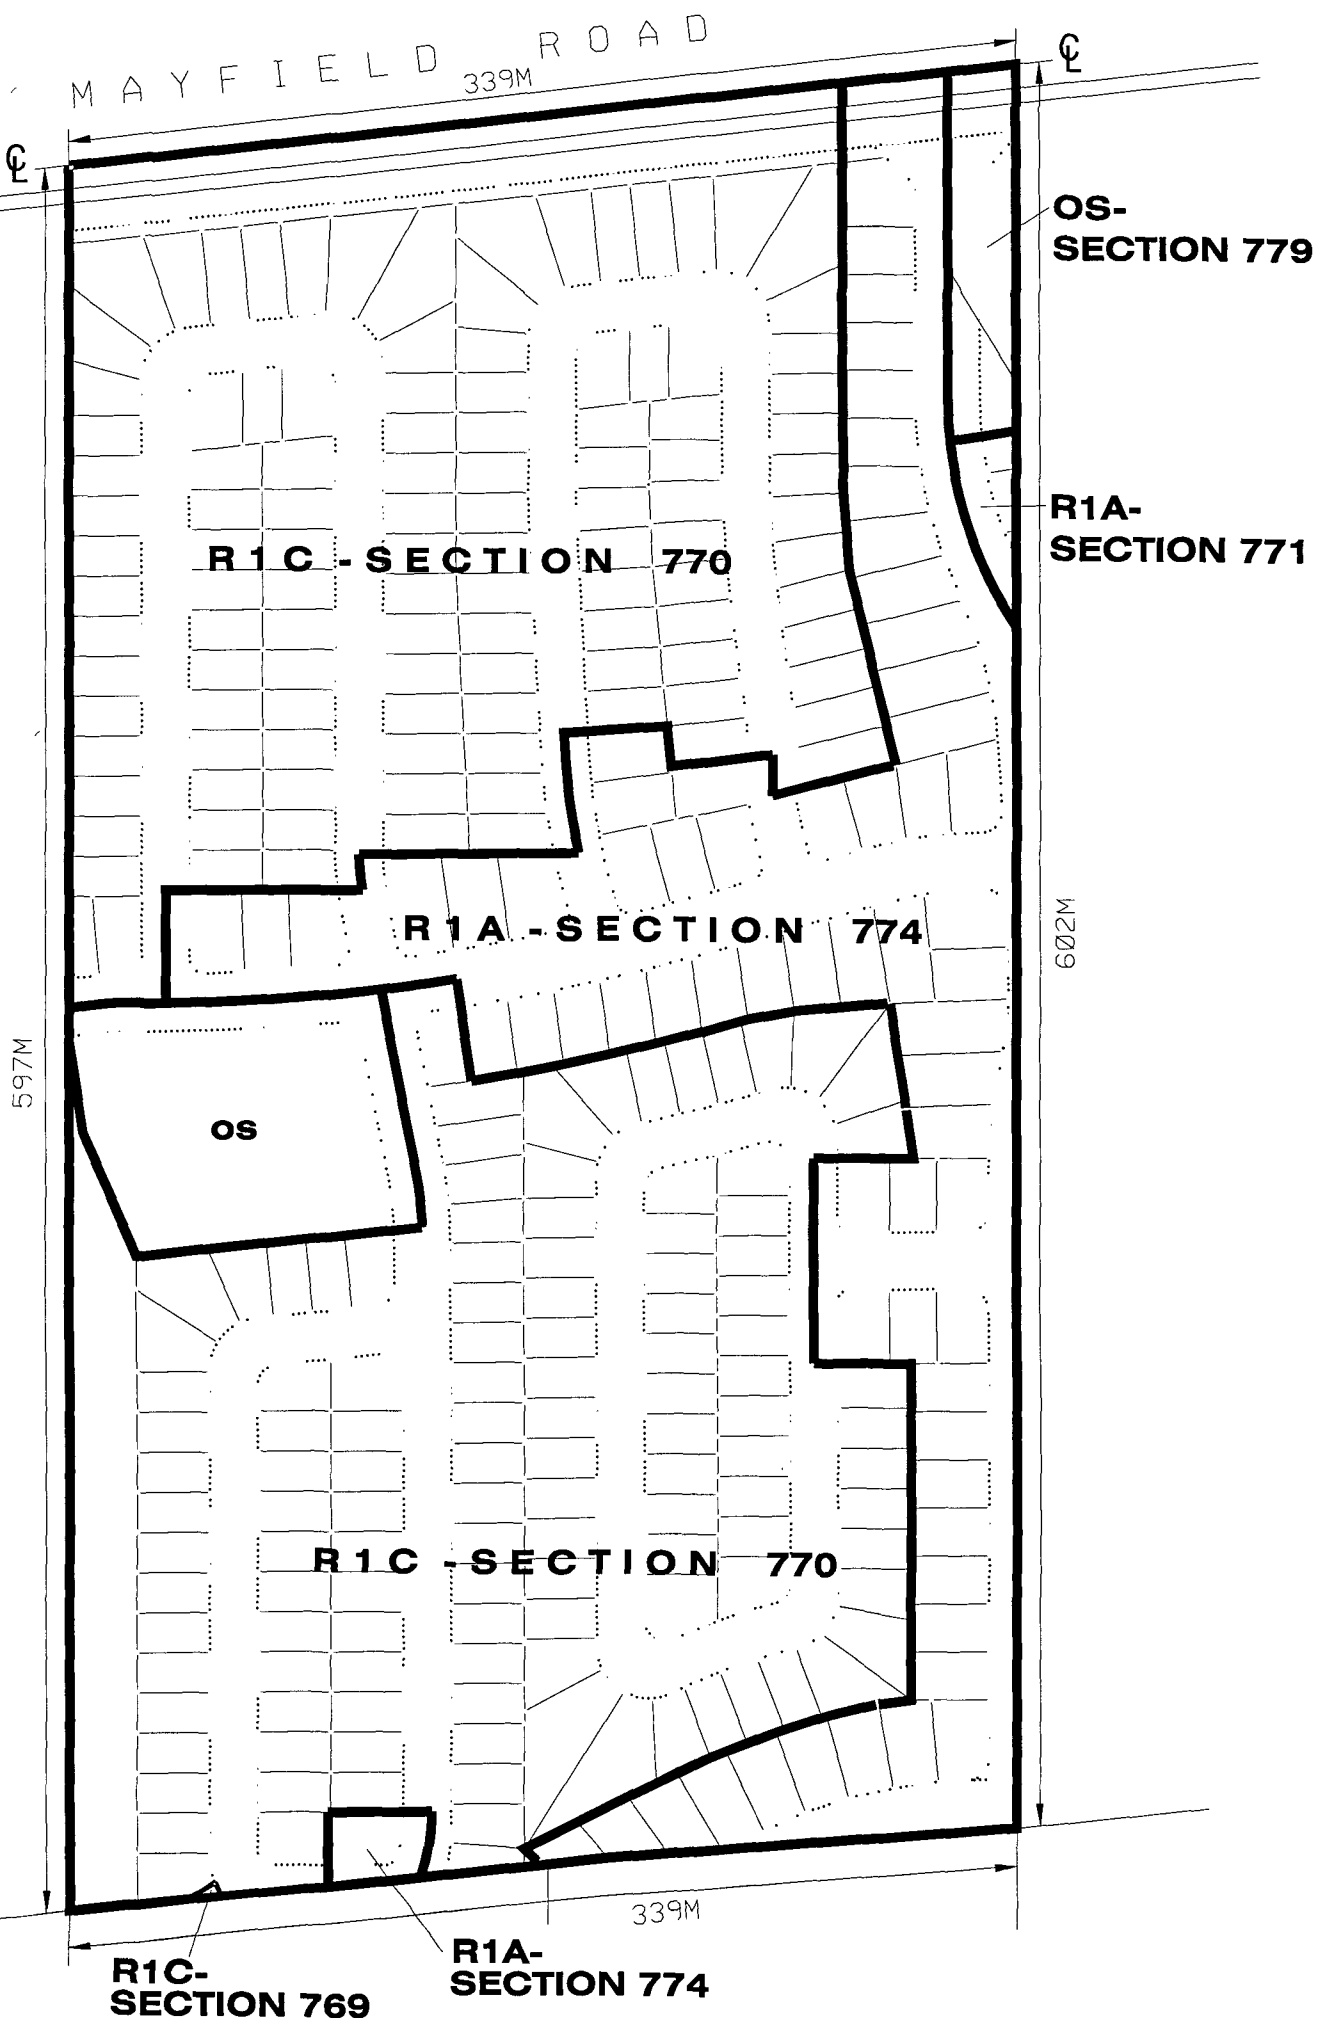 MAYFIELD ROAD
339M
℄
℄
OS-
SECTION 779
R1A-
SECTION 771
R1C-SECTION 770
R1A-SECTION 774
602M
597M
OS
R1C-SECTION 770
339M
R1C-
SECTION 769
R1A-
SECTION 774